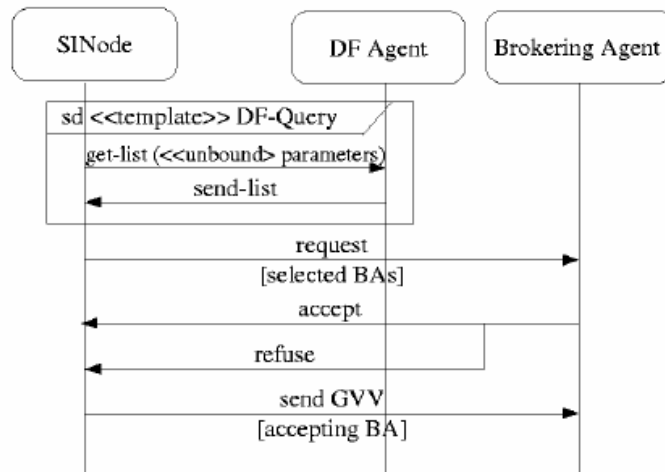 SINode
DF Agent
Brokering Agent
sd <<template>> DF-Query
get-list (<<unbound> parameters)
send-list
request
[selected BAs]
accept
refuse
send GVV
[accepting BA]